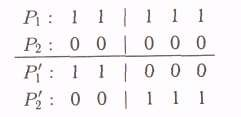 P₁ : 1 1 | 1 1 1
P₂ : 0 0 | 0 0 0
P₁′ : 1 1 | 0 0 0
P₂′ : 0 0 | 1 1 1